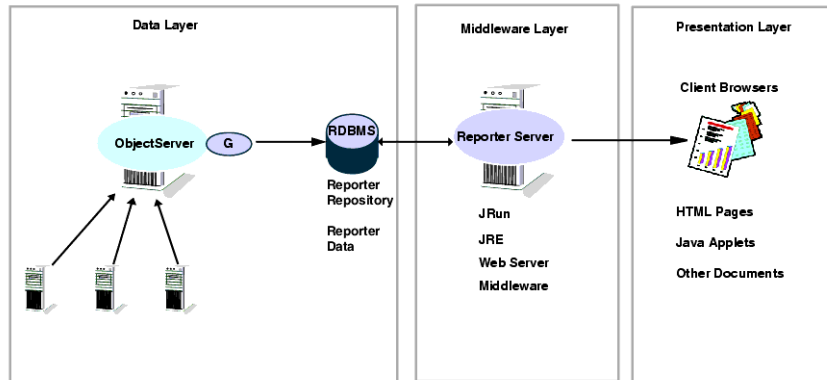 Data Layer
Middleware Layer
Presentation Layer
ObjectServer
G
RDBMS
Reporter
Repository
Reporter
Data
Reporter Server
JRun
JRE
Web Server
Middleware
Client Browsers
HTML Pages
Java Applets
Other Documents